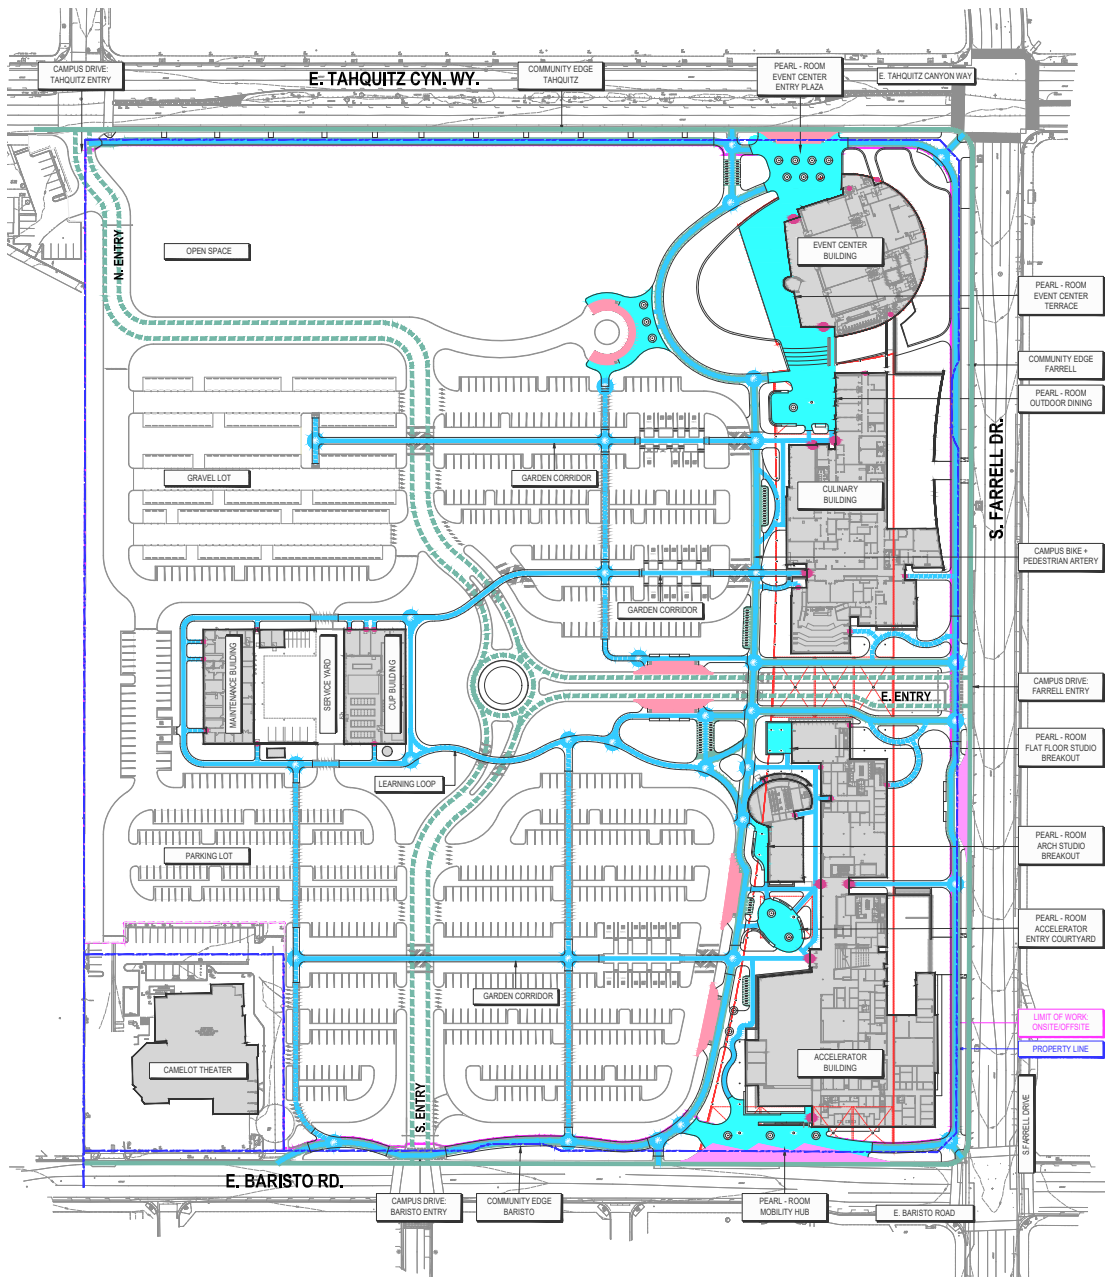 CAMPUS DRIVE:
TAHQUITZ ENTRY
E. TAHQUITZ CYN. WY.
COMMUNITY EDGE
TAHQUITZ
PEARL - ROOM
EVENT CENTER
ENTRY PLAZA
E. TAHQUITZ CANYON WAY
N. ENTRY
OPEN SPACE
EVENT CENTER
BUILDING
PEARL - ROOM
EVENT CENTER
TERRACE
COMMUNITY EDGE
FARRELL
PEARL - ROOM
OUTDOOR DINING
S. FARRELL DR.
GRAVEL LOT
GARDEN CORRIDOR
CULINARY
BUILDING
CAMPUS BIKE +
PEDESTRIAN ARTERY
GARDEN CORRIDOR
MAINTENANCE BUILDING
SERVICE YARD
CUP BUILDING
E. ENTRY
CAMPUS DRIVE:
FARRELL ENTRY
PEARL - ROOM
FLAT FLOOR STUDIO
BREAKOUT
LEARNING LOOP
PARKING LOT
PEARL - ROOM
ARCH STUDIO
BREAKOUT
PEARL - ROOM
ACCELERATOR
ENTRY COURTYARD
GARDEN CORRIDOR
LIMIT OF WORK:
ONSITE/OFFSITE
PROPERTY LINE
CAMELOT THEATER
ACCELERATOR
BUILDING
S. ENTRY
S.FARRELL DRIVE
E. BARISTO RD.
CAMPUS DRIVE:
BARISTO ENTRY
COMMUNITY EDGE
BARISTO
PEARL - ROOM
MOBILITY HUB
E. BARISTO ROAD